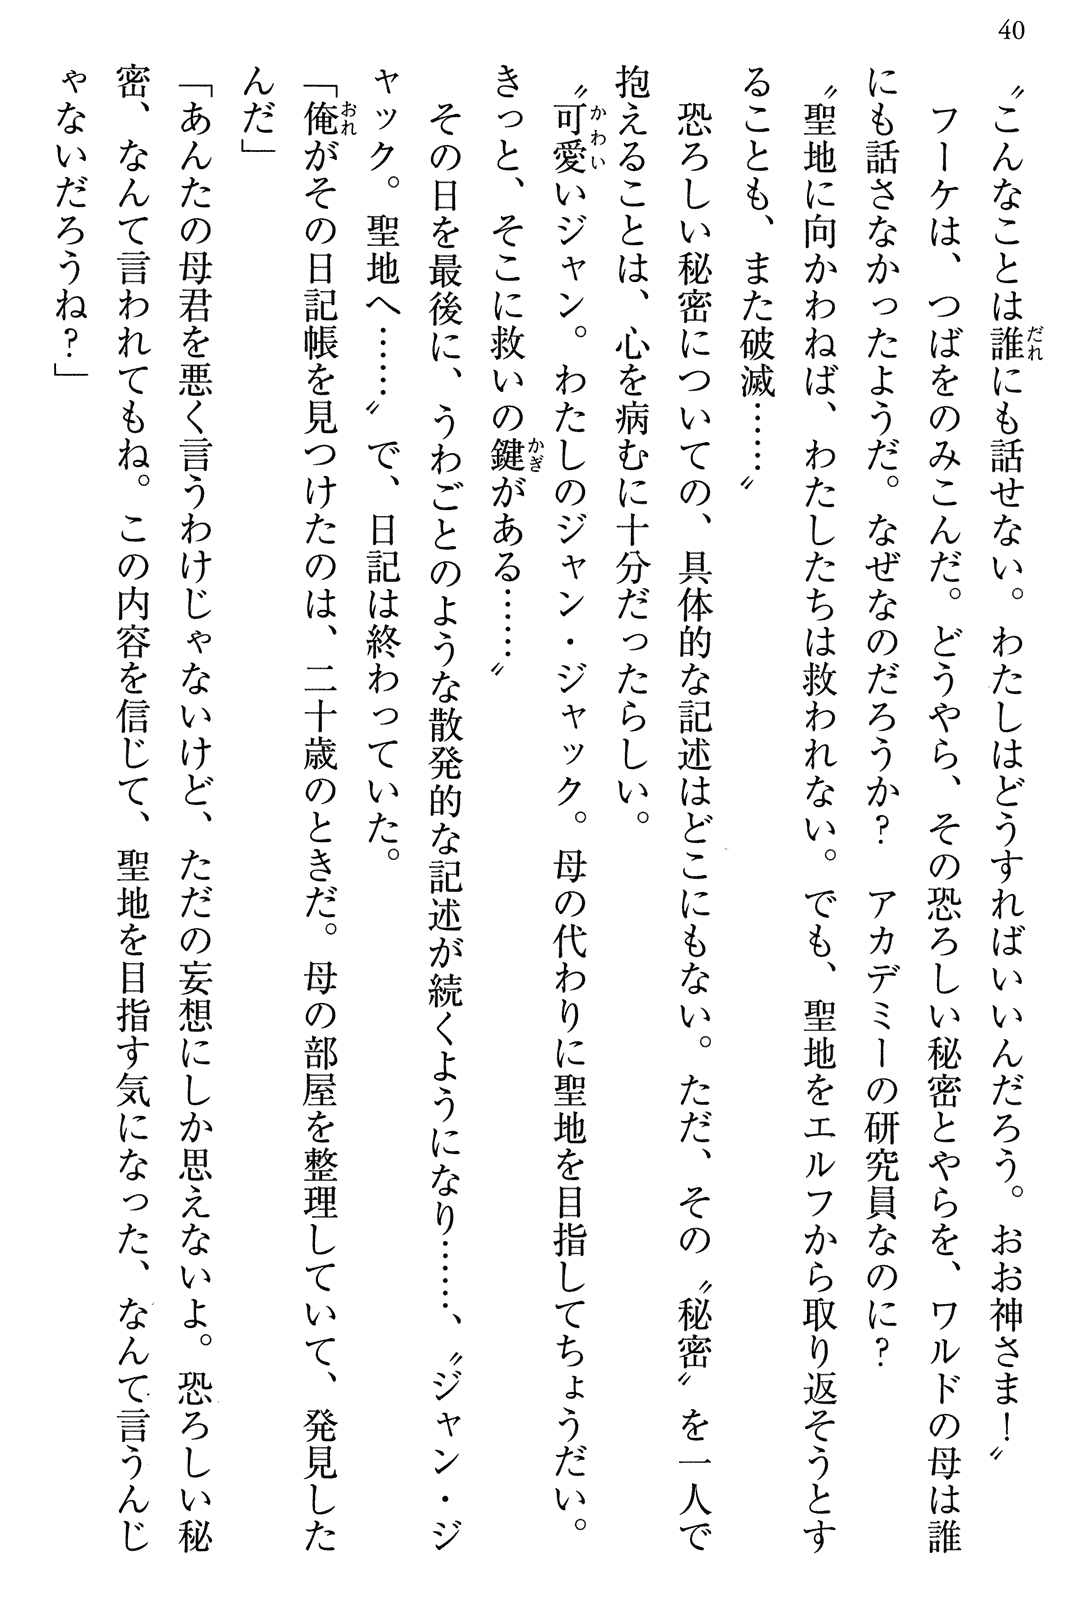 40
〝こんなことは誰にも話せない。わたしはどうすればいいんだろう。おお神さま！〟
　フーケは、つばをのみこんだ。どうやら、その恐ろしい秘密とやらを、ワルドの母は誰
にも話さなかったようだ。なぜなのだろうか？　アカデミーの研究員なのに？
〝聖地に向かわねば、わたしたちは救われない。でも、聖地をエルフから取り返そうとす
ることも、また破滅……〟
　恐ろしい秘密についての、具体的な記述はどこにもない。ただ、その〝秘密〟を一人で
抱えることは、心を病むに十分だったらしい。
〝可愛いジャン。わたしのジャン・ジャック。母の代わりに聖地を目指してちょうだい。
きっと、そこに救いの鍵がある……〟
　その日を最後に、うわごとのような散発的な記述が続くようになり……、〝ジャン・ジ
ャック。聖地へ……〟で、日記は終わっていた。
「俺がその日記帳を見つけたのは、二十歳のときだ。母の部屋を整理していて、発見した
んだ」
「あんたの母君を悪く言うわけじゃないけど、ただの妄想にしか思えないよ。恐ろしい秘
密、なんて言われてもね。この内容を信じて、聖地を目指す気になった、なんて言うんじ
ゃないだろうね？」
だれ
かわい
かぎ
おれ